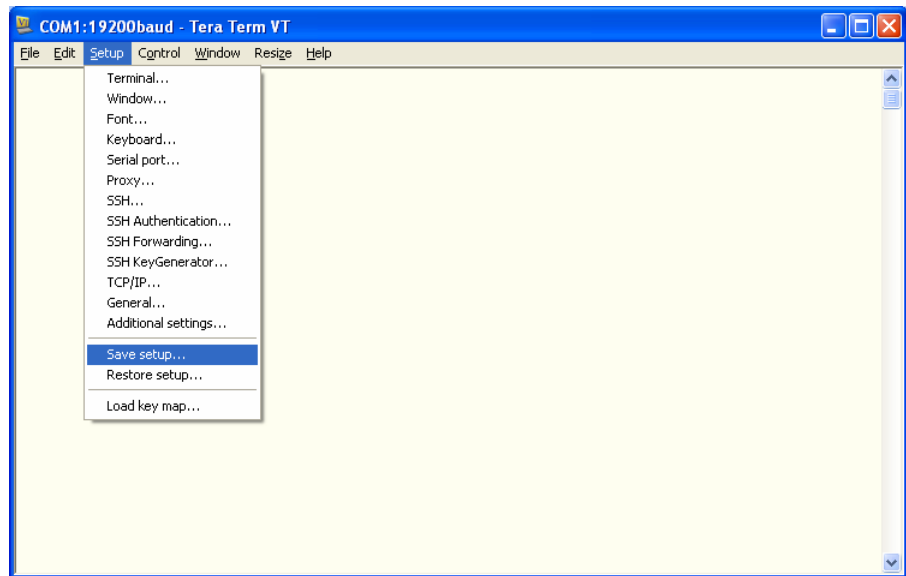 COM1:19200baud - Tera Term VT
File Edit Setup Control Window Resize Help
Terminal...
Window...
Font...
Keyboard...
Serial port...
Proxy...
SSH...
SSH Authentication...
SSH Forwarding...
SSH KeyGenerator...
TCP/IP...
General...
Additional settings...
Save setup...
Restore setup...
Load key map...